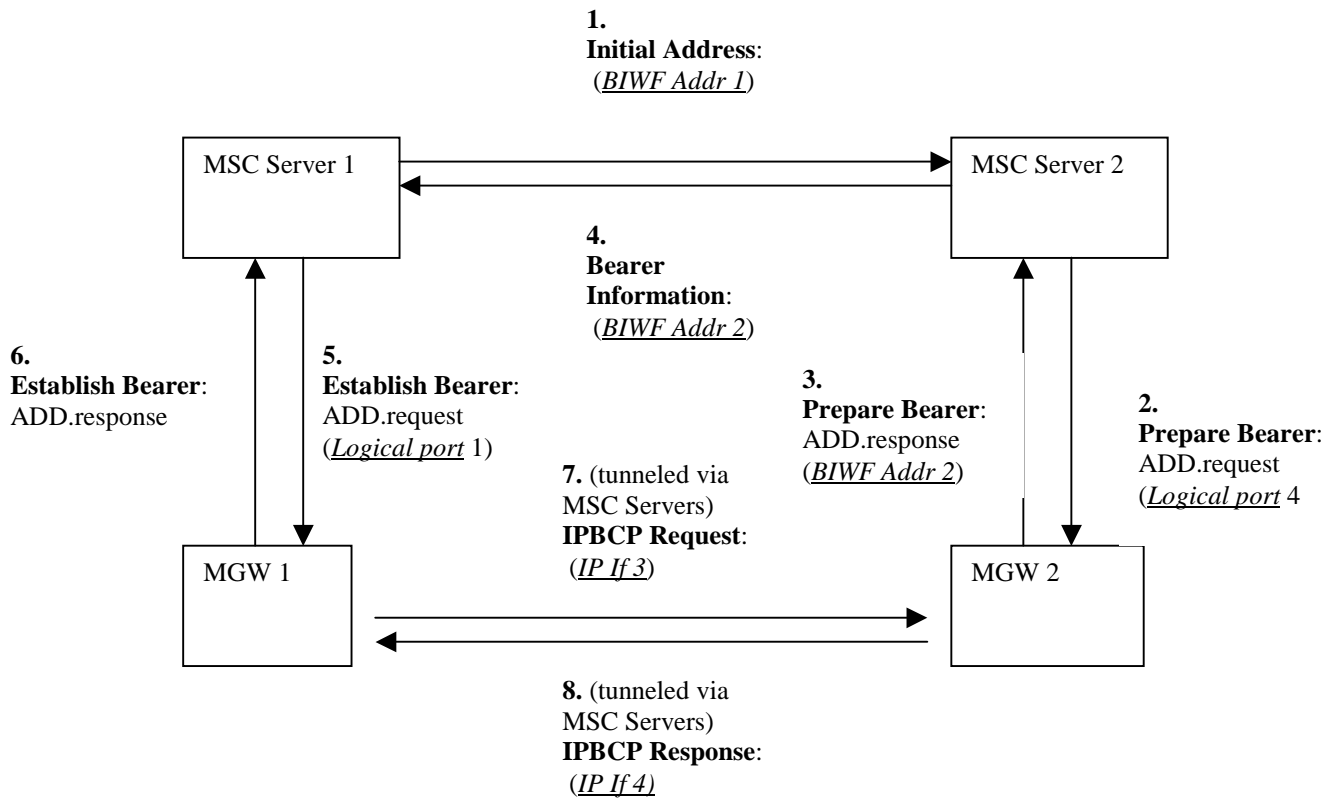 1.
Initial Address:
(BIWF Addr 1)
MSC Server 1
MSC Server 2
4.
Bearer
Information:
(BIWF Addr 2)
6.
Establish Bearer:
ADD.response
5.
Establish Bearer:
ADD.request
(Logical port 1)
3.
Prepare Bearer:
ADD.response
(BIWF Addr 2)
2.
Prepare Bearer:
ADD.request
(Logical port 4
7. (tunneled via
MSC Servers)
IPBCP Request:
(IP If 3)
MGW 1
MGW 2
8. (tunneled via
MSC Servers)
IPBCP Response:
(IP If 4)